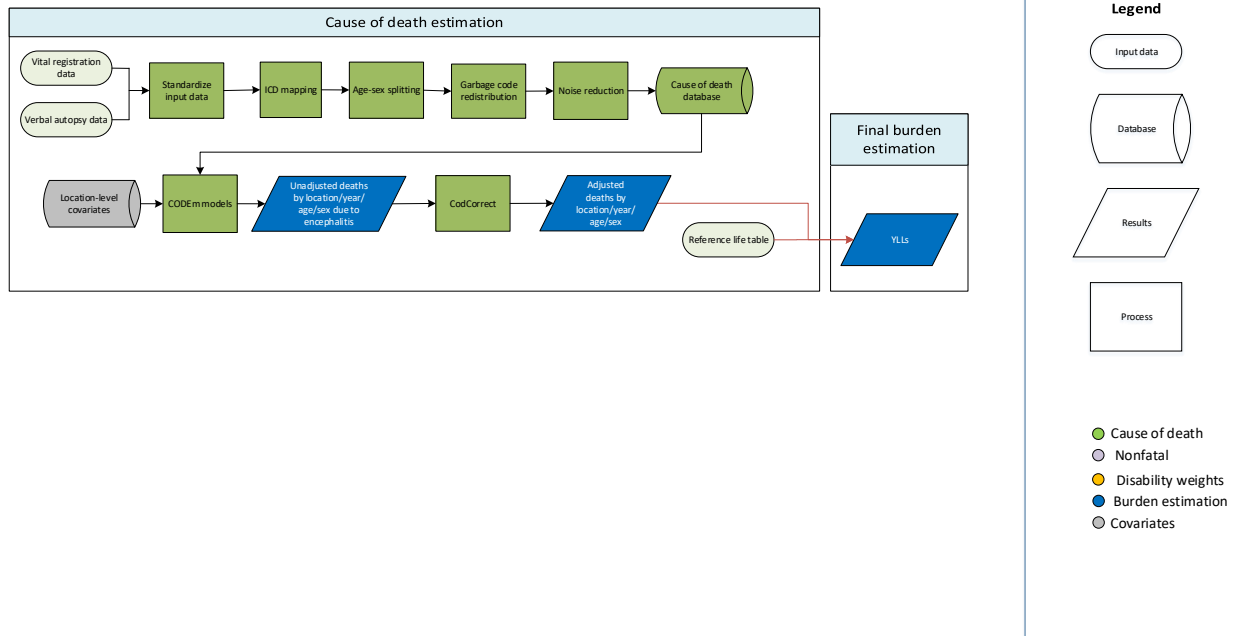 Cause of death estimation
Vital registration
data
Verbal autopsy data
Standardize
input data
ICD mapping
Age-sex splitting
Garbage code
redistribution
Noise reduction
Cause of death
database
Location-level
covariates
CODEm models
Unadjusted deaths
by location/year/
age/sex due to
encephalitis
CodCorrect
Adjusted
deaths by
location/year/
age/sex
Reference life table
Final burden
estimation
YLLs
Legend
Input data
Database
Results
Process
Cause of death
Nonfatal
Disability weights
Burden estimation
Covariates